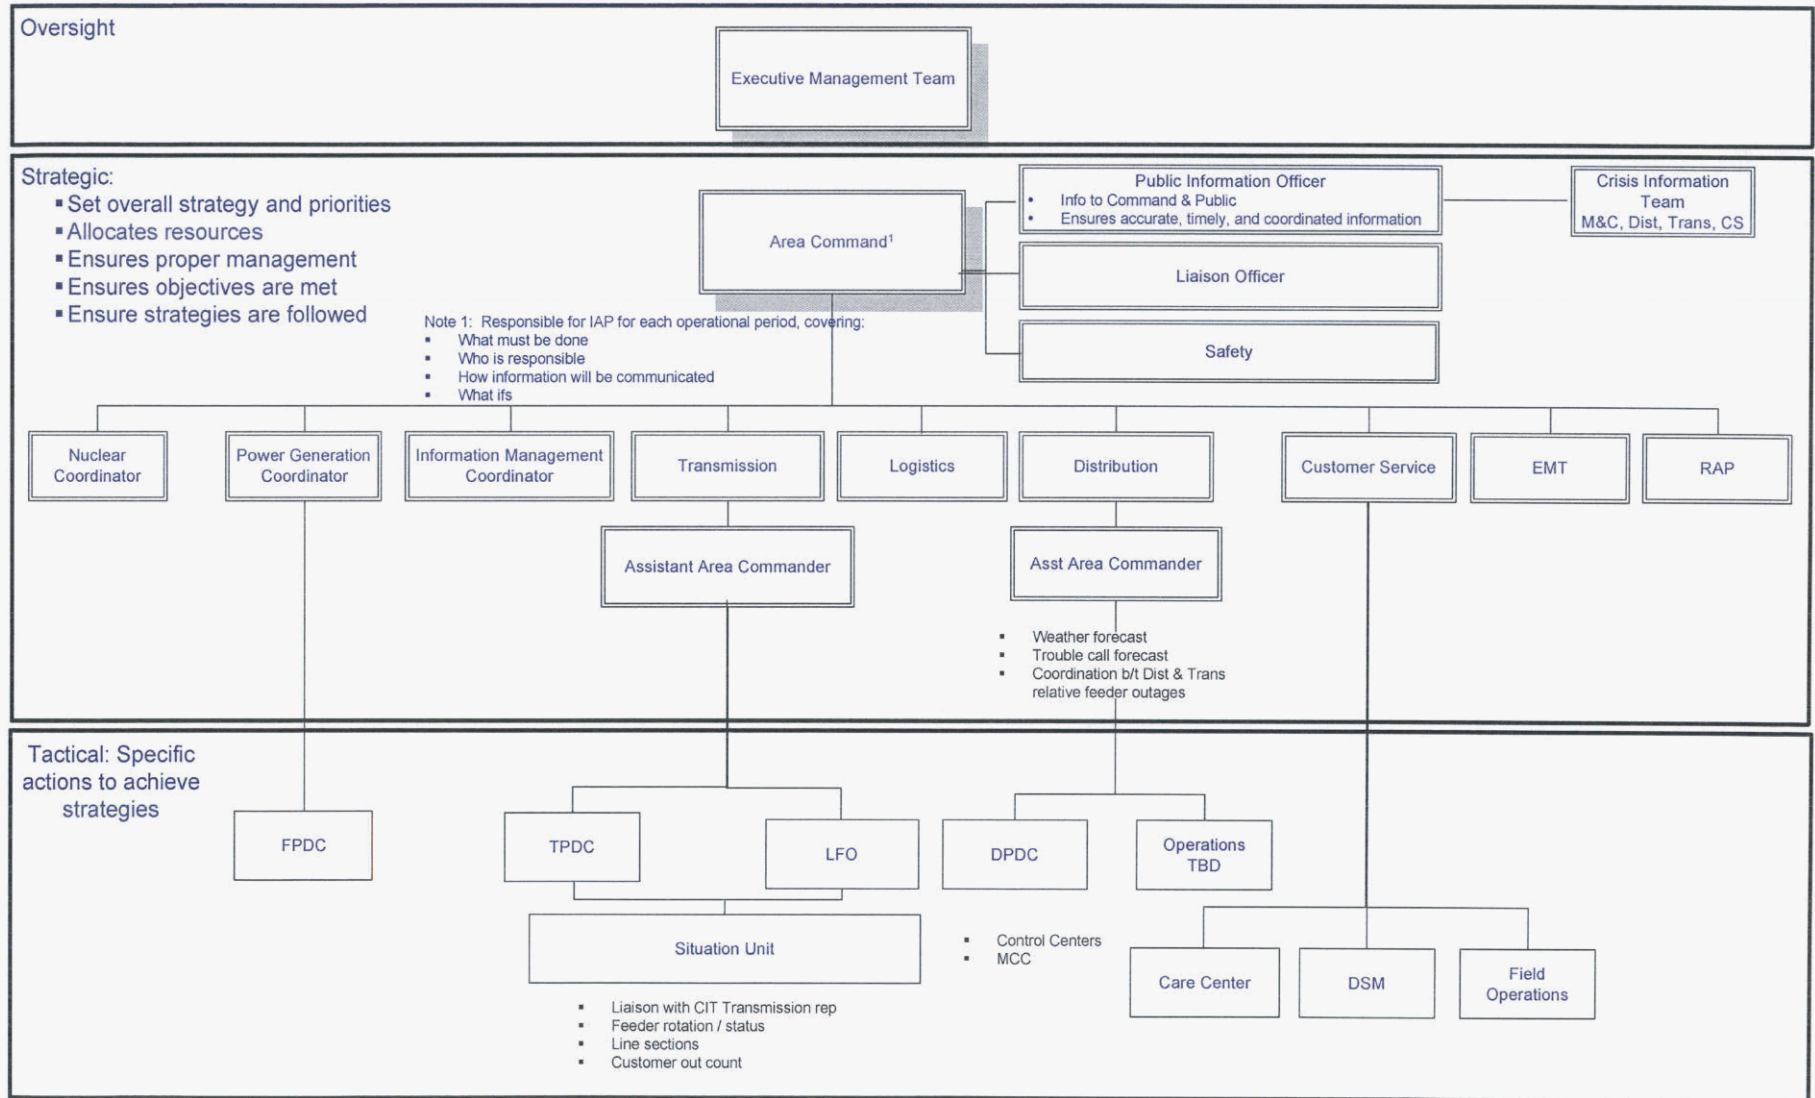 Oversight
Executive Management Team
Strategic:
▪ Set overall strategy and priorities
▪ Allocates resources
▪ Ensures proper management
▪ Ensures objectives are met
▪ Ensure strategies are followed
Area Command¹
Public Information Officer
• Info to Command & Public
• Ensures accurate, timely, and coordinated information
Crisis Information
Team
M&C, Dist, Trans, CS
Liaison Officer
Safety
Note 1: Responsible for IAP for each operational period, covering:
▪ What must be done
▪ Who is responsible
▪ How information will be communicated
▪ What ifs
Nuclear
Coordinator
Power Generation
Coordinator
Information Management
Coordinator
Transmission
Logistics
Distribution
Customer Service
EMT
RAP
Assistant Area Commander
Asst Area Commander
▪ Weather forecast
▪ Trouble call forecast
▪ Coordination b/t Dist & Trans
relative feeder outages
Tactical: Specific
actions to achieve
strategies
FPDC
TPDC
LFO
DPDC
Operations
TBD
Situation Unit
▪ Control Centers
▪ MCC
Care Center
DSM
Field
Operations
▪ Liaison with CIT Transmission rep
▪ Feeder rotation / status
▪ Line sections
▪ Customer out count